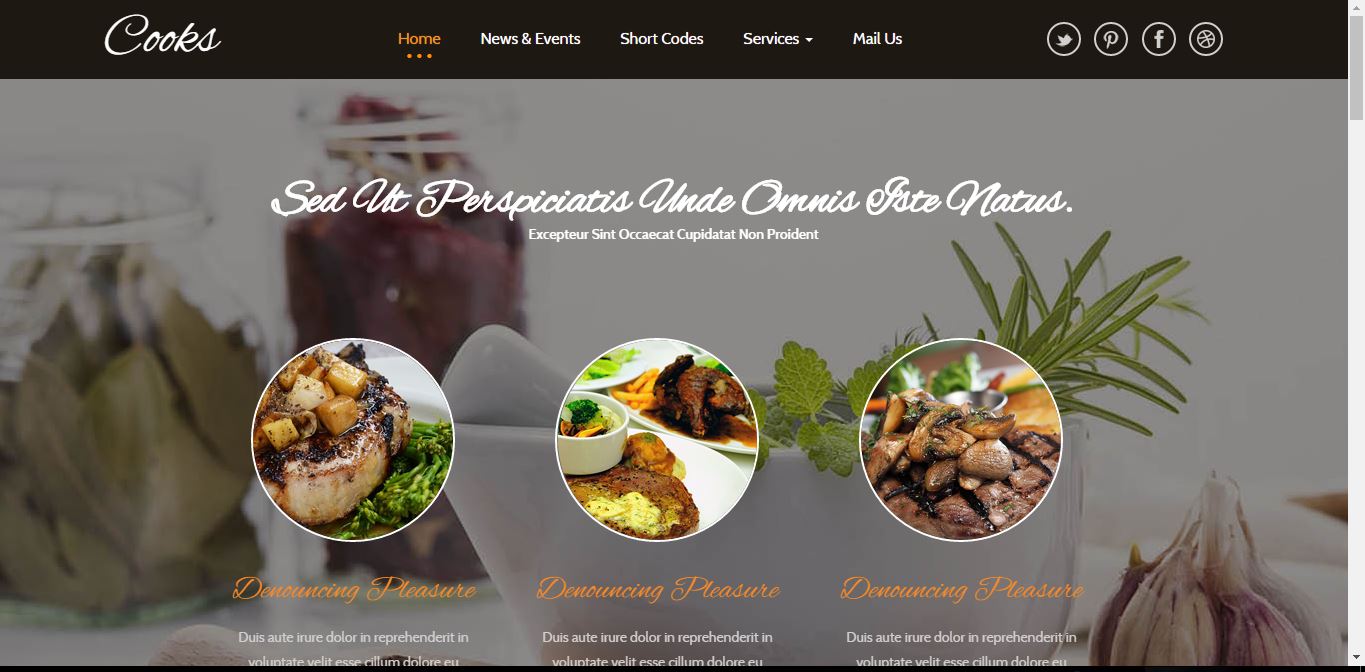 Cooks
Home News & Events Short Codes Services Mail Us
Sed Ut Perspiciatis Unde Omnis Iste Natus.
Excepteur Sint Occaecat Cupidatat Non Proident
Denouncing Pleasure Denouncing Pleasure Denouncing Pleasure
Duis aute irure dolor in reprehenderit in Duis aute irure dolor in reprehenderit in Duis aute irure dolor in reprehenderit in
voluptate velit esse cillum dolore eu voluptate velit esse cillum dolore eu voluptate velit esse cillum dolore eu